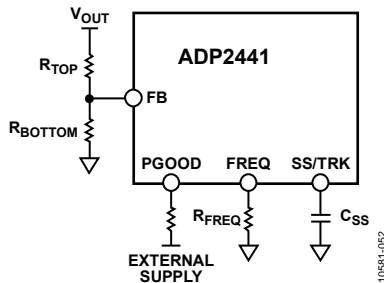 VOUT
RTOP
ADP2441
FB
RBOTTOM
PGOOD FREQ SS/TRK
RFREQ
CSS
EXTERNAL
SUPPLY
10581-052